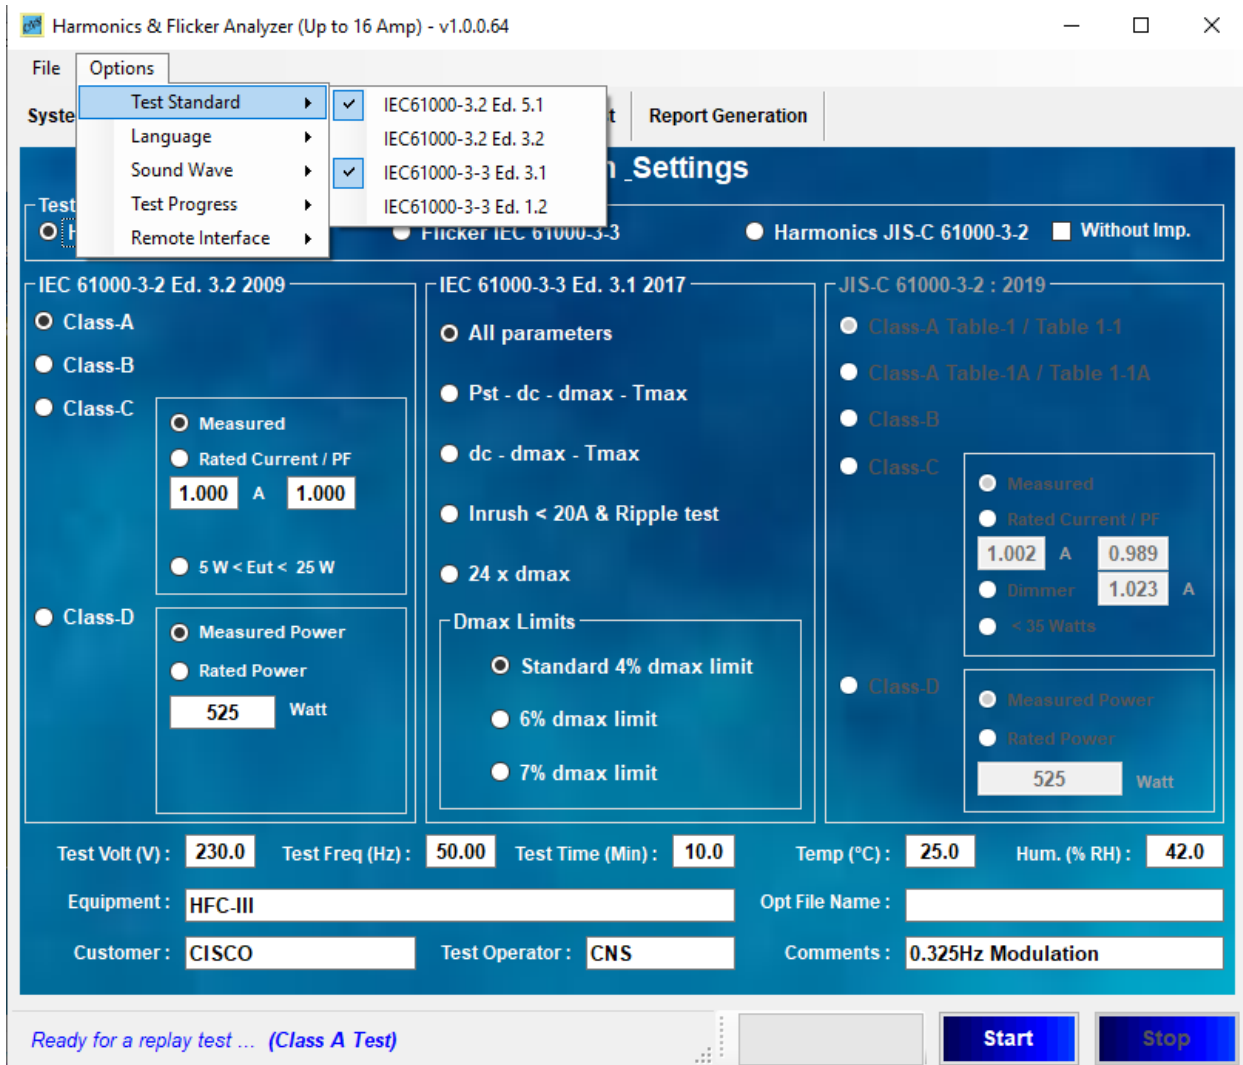 Harmonics & Flicker Analyzer (Up to 16 Amp) - v1.0.0.64
File Options
Test Standard
Language
Sound Wave
Test Progress
Remote Interface
IEC61000-3.2 Ed. 5.1
IEC61000-3.2 Ed. 3.2
IEC61000-3-3 Ed. 3.1
IEC61000-3-3 Ed. 1.2
Report Generation
_Settings
Test
Flicker IEC 61000-3-3
Harmonics JIS-C 61000-3-2
Without Imp.
IEC 61000-3-2 Ed. 3.2 2009
Class-A
Class-B
Class-C
Measured
Rated Current / PF
1.000 A 1.000
5 W < Eut < 25 W
Class-D
Measured Power
Rated Power
525 Watt
IEC 61000-3-3 Ed. 3.1 2017
All parameters
Pst - dc - dmax - Tmax
dc - dmax - Tmax
Inrush < 20A & Ripple test
24 x dmax
Dmax Limits
Standard 4% dmax limit
6% dmax limit
7% dmax limit
JIS-C 61000-3-2 : 2019
Class-A Table-1 / Table 1-1
Class-A Table-1A / Table 1-1A
Class-B
Class-C
Measured
Rated Current / PF
1.002 A 0.989
Dimmer 1.023 A
< 35 Watts
Class-D
Measured Power
Rated Power
525 Watt
Test Volt (V) : 230.0 Test Freq (Hz) : 50.00 Test Time (Min) : 10.0 Temp (°C) : 25.0 Hum. (% RH) : 42.0
Equipment : HFC-III Opt File Name :
Customer : CISCO Test Operator : CNS Comments : 0.325Hz Modulation
Ready for a replay test ... (Class A Test)
Start Stop